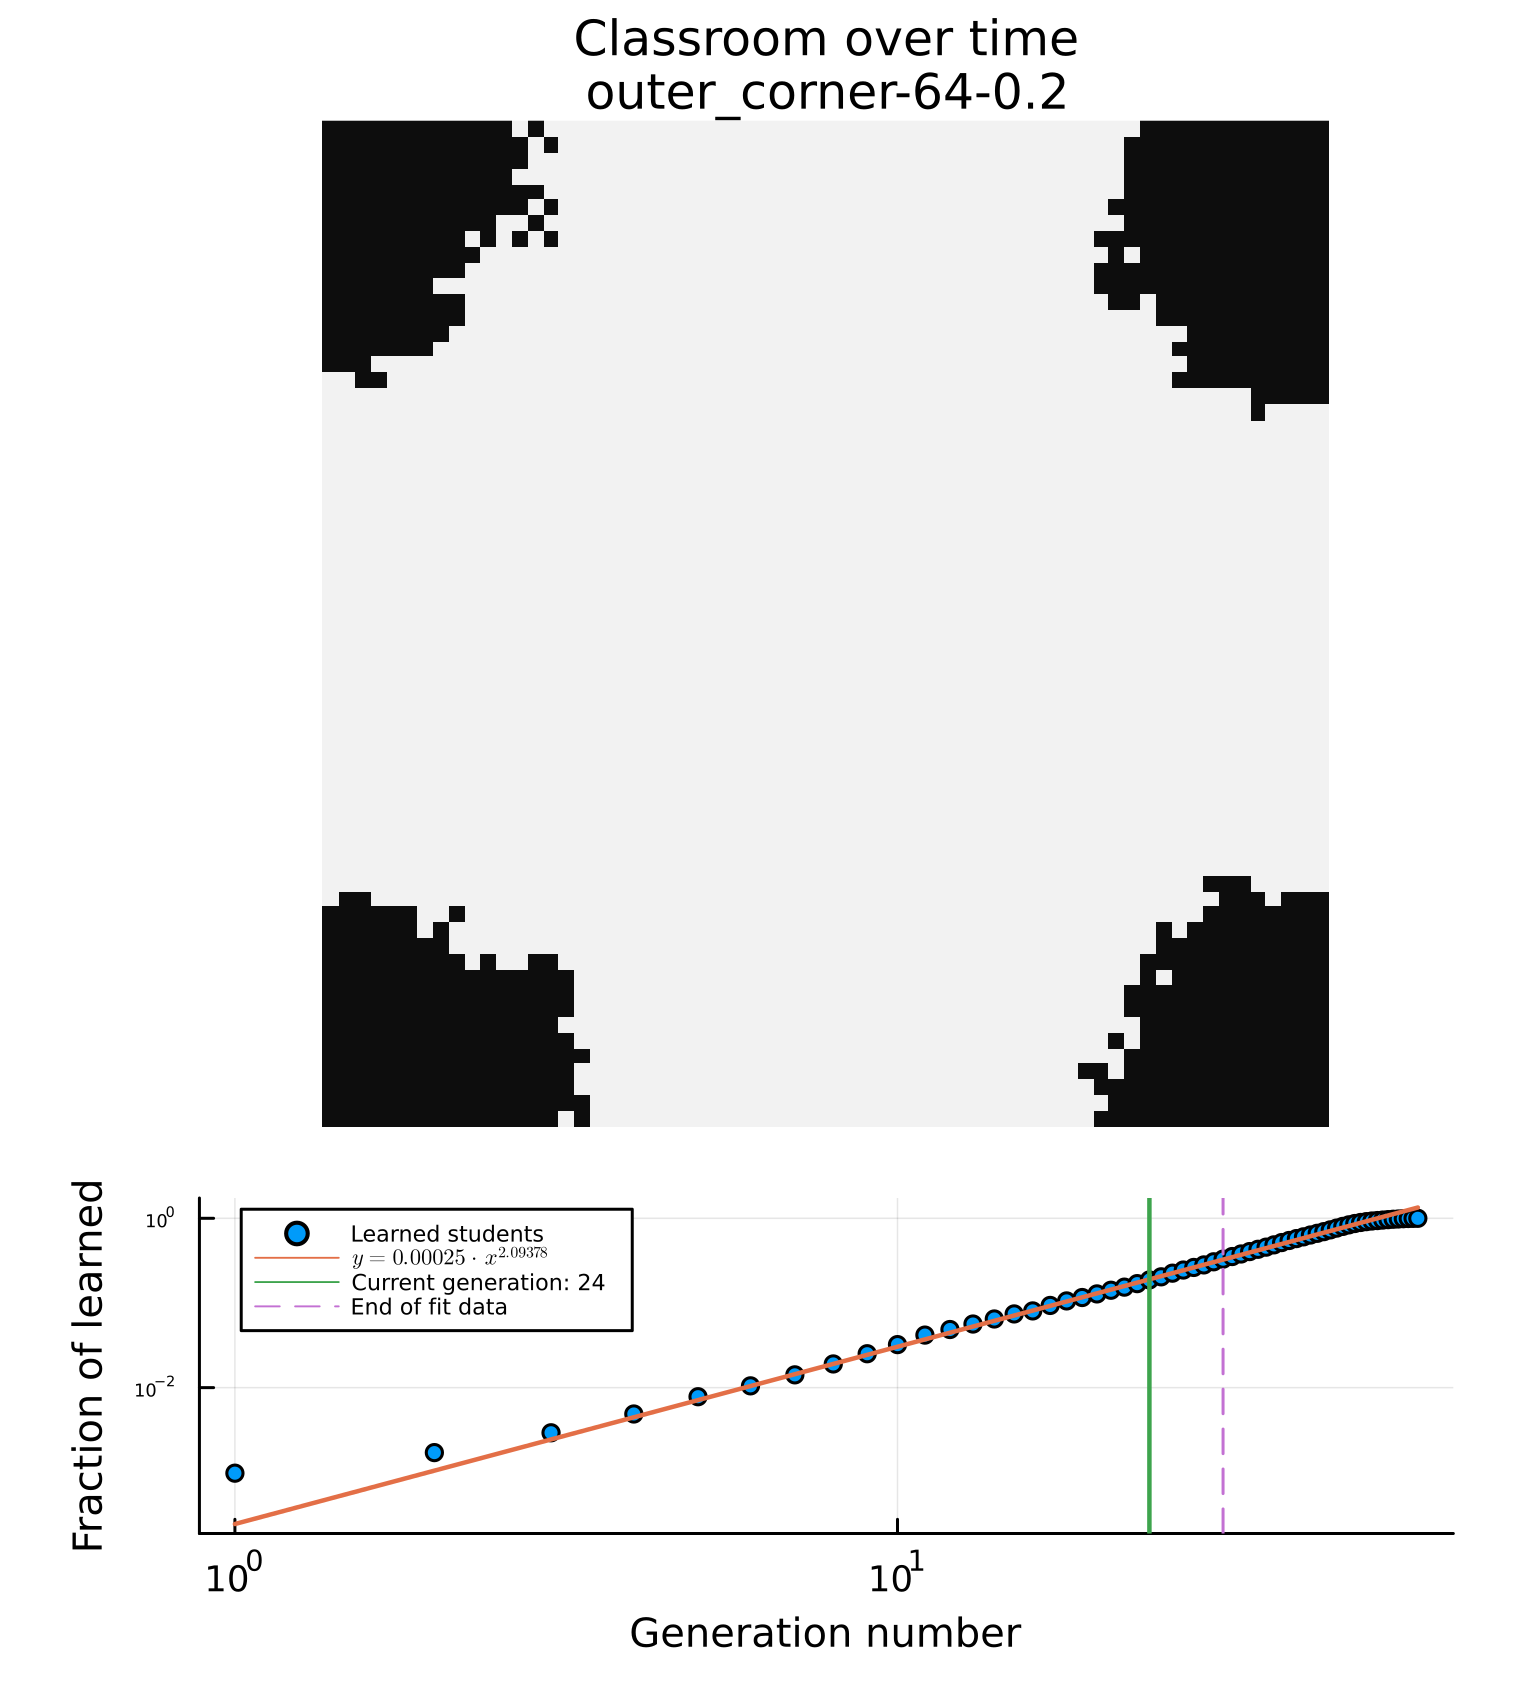 Classroom over time
outer_corner-64-0.2
Fraction of learned
10^0
10^-2
Learned students
y = 0.00025 · x^2.09378
Current generation: 24
End of fit data
10^0
10^1
Generation number